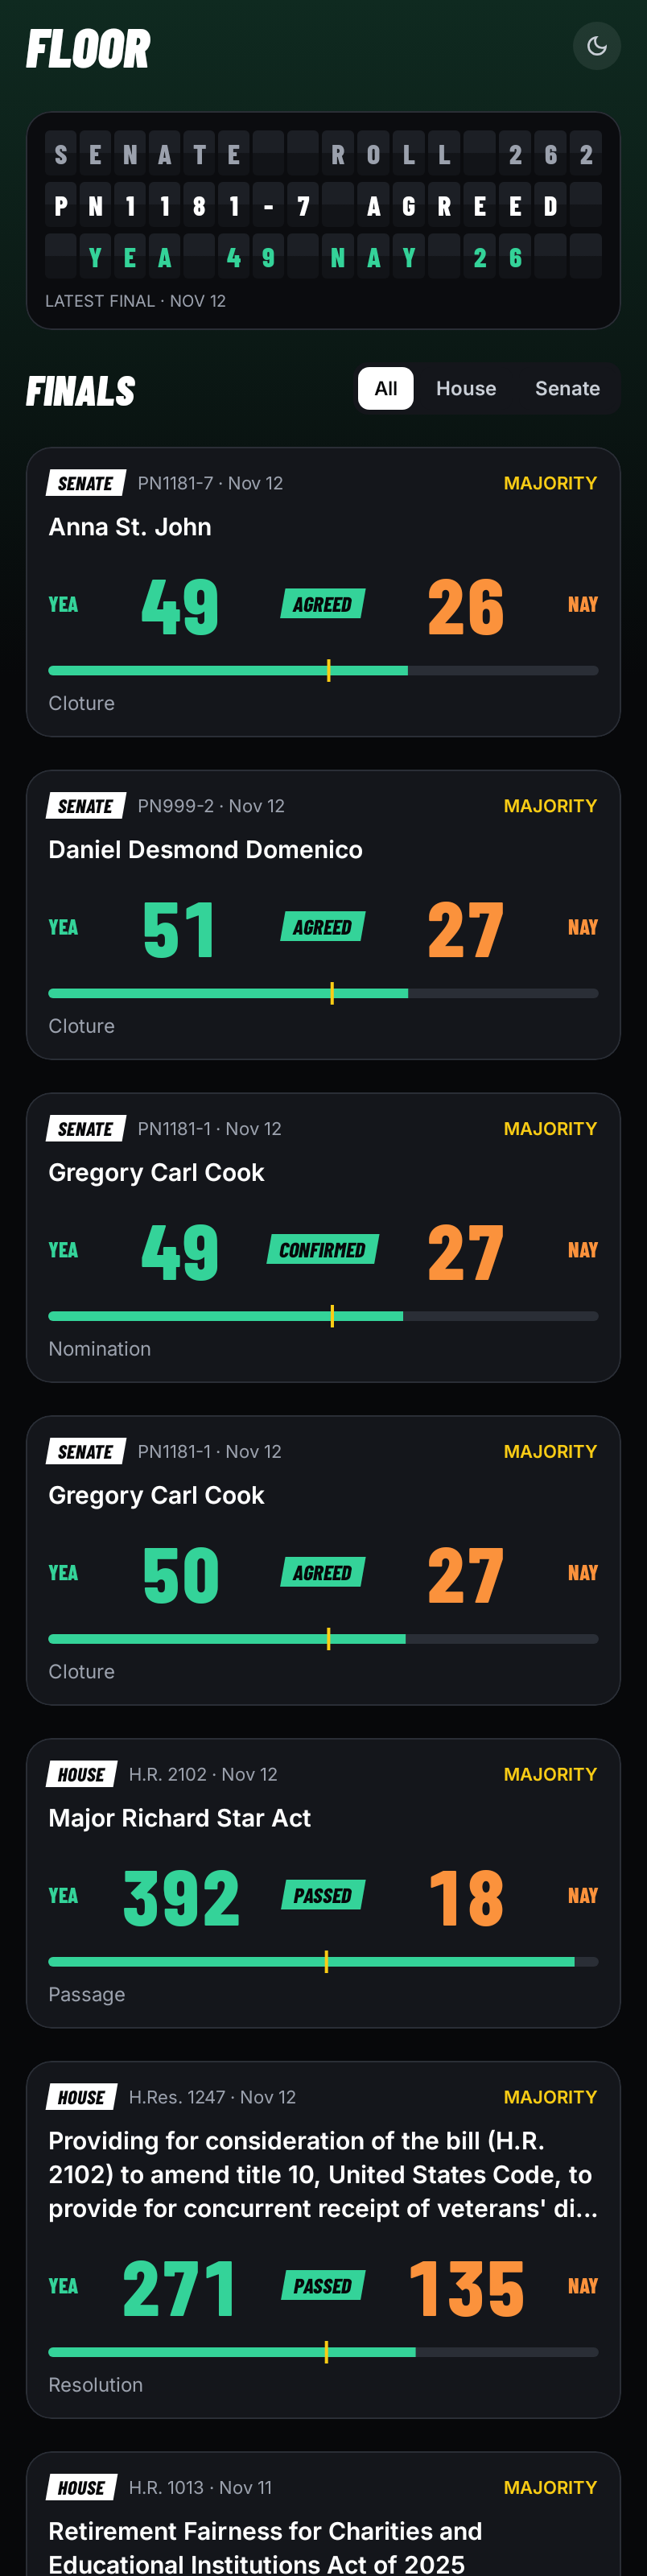 FLOOR
SENATE ROLL 262
PN1181-7 AGREED
YEA 49 NAY 26
LATEST FINAL · NOV 12
FINALS
All House Senate
SENATE PN1181-7 · Nov 12 MAJORITY
Anna St. John
YEA 49 AGREED 26 NAY
Cloture
SENATE PN999-2 · Nov 12 MAJORITY
Daniel Desmond Domenico
YEA 51 AGREED 27 NAY
Cloture
SENATE PN1181-1 · Nov 12 MAJORITY
Gregory Carl Cook
YEA 49 CONFIRMED 27 NAY
Nomination
SENATE PN1181-1 · Nov 12 MAJORITY
Gregory Carl Cook
YEA 50 AGREED 27 NAY
Cloture
HOUSE H.R. 2102 · Nov 12 MAJORITY
Major Richard Star Act
YEA 392 PASSED 18 NAY
Passage
HOUSE H.Res. 1247 · Nov 12 MAJORITY
Providing for consideration of the bill (H.R.
2102) to amend title 10, United States Code, to
provide for concurrent receipt of veterans' di...
YEA 271 PASSED 135 NAY
Resolution
HOUSE H.R. 1013 · Nov 11 MAJORITY
Retirement Fairness for Charities and
Educational Institutions Act of 2025